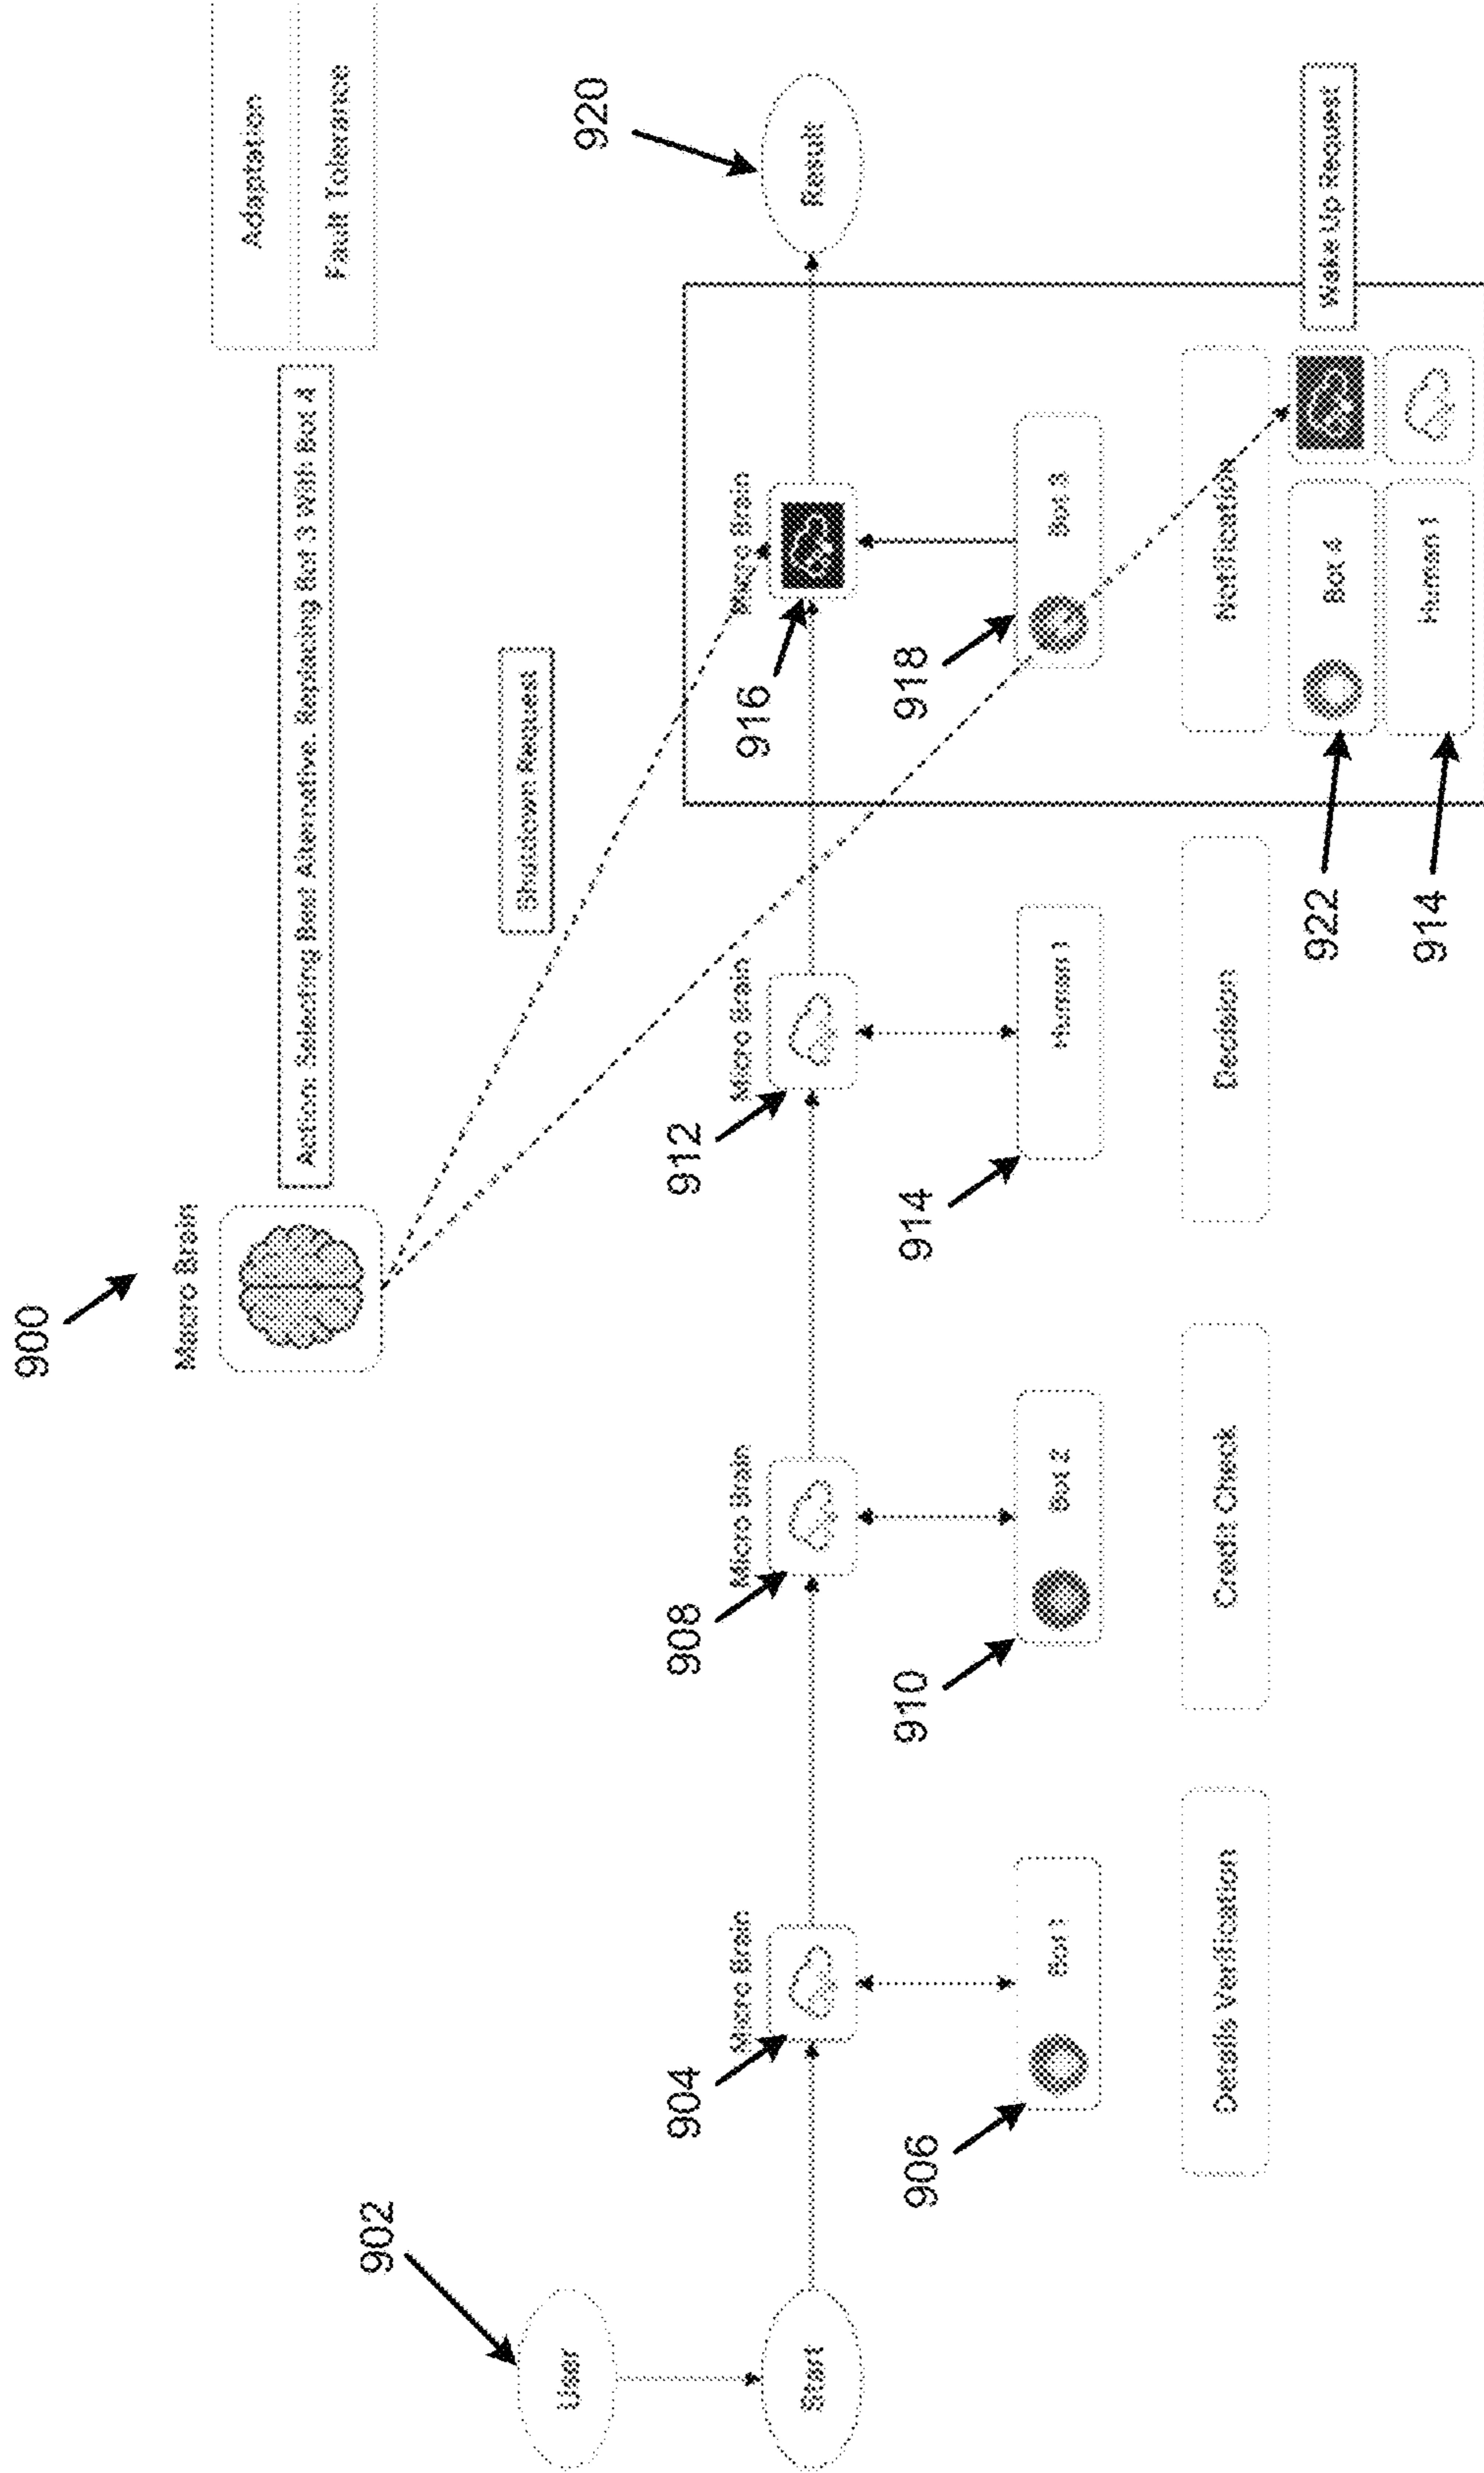 900
Macro Brain
Adaptation
Action: Selecting Best Alternative. Replacing Bot 3 With Bot 4
Fault Tolerance
902
Shutdown Request
User
920
904
908
912
Micro Brain
Micro Brain
Micro Brain
Micro Brain
916
Start
Result
906
910
914
918
Bot 1
Bot 2
Human 1
Bot 3
Details Verification
Credit Check
Decision
Notification
922
Bot 4
Wake Up Request
914
Human 1